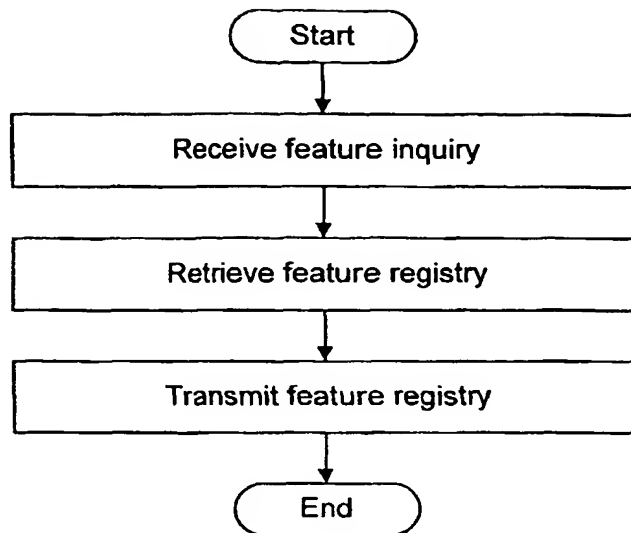 Start
Receive feature inquiry
Retrieve feature registry
Transmit feature registry
End